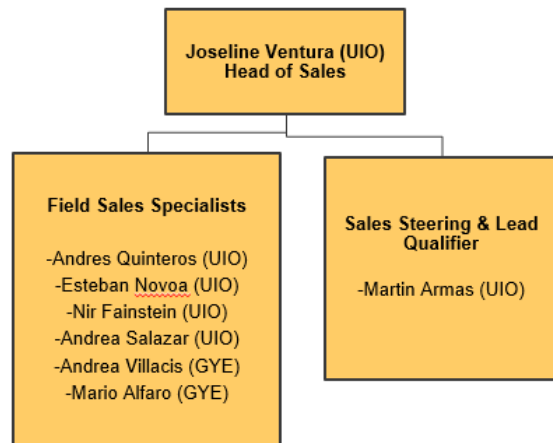 Joseline Ventura (UIO)
Head of Sales
Field Sales Specialists
-Andres Quinteros (UIO)
-Esteban Novoa (UIO)
-Nir Fainstein (UIO)
-Andrea Salazar (UIO)
-Andrea Villacis (GYE)
-Mario Alfaro (GYE)
Sales Steering & Lead
Qualifier
-Martin Armas (UIO)